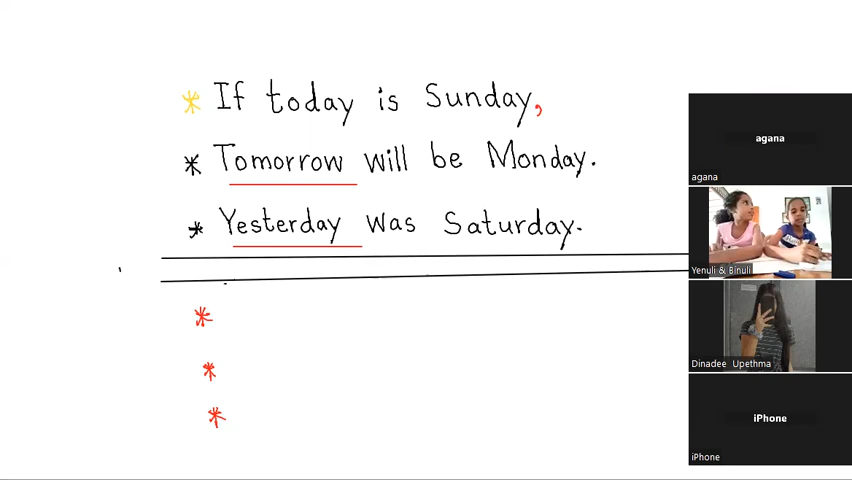 * If today is Sunday,
* Tomorrow will be Monday.
* Yesterday was Saturday.
*
*
*
agana
agana
Yenuli & Binuli
Dinadee Upethma
iPhone
iPhone